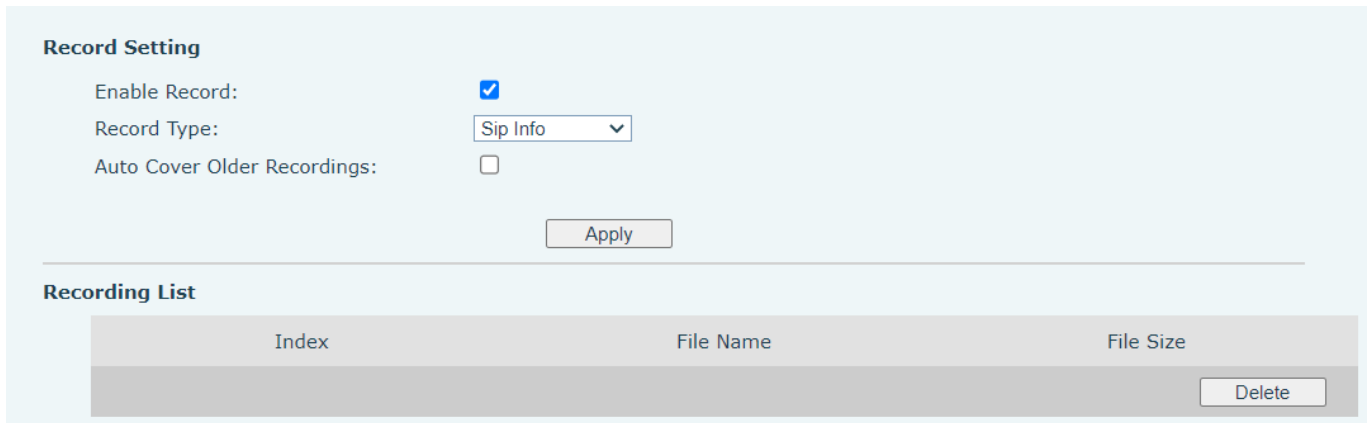 Record Setting
Enable Record:
Record Type: Sip Info
Auto Cover Older Recordings:
Apply
Recording List
Index File Name File Size
Delete